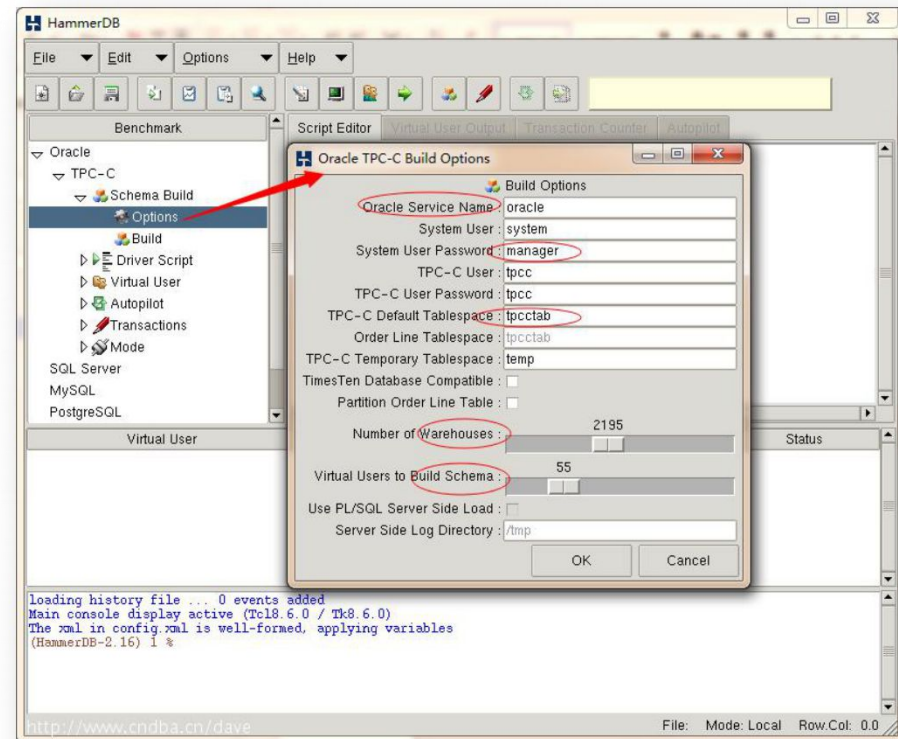 HammerDB
File Edit Options Help
Benchmark
Script Editor Virtual User Output Transaction Counter Autopilot
Oracle
TPC-C
Schema Build
Options
Build
Driver Script
Virtual User
Autopilot
Transactions
Mode
SQL Server
MySQL
PostgreSQL
Oracle TPC-C Build Options
Build Options
Oracle Service Name : oracle
System User : system
System User Password : manager
TPC-C User : tpcc
TPC-C User Password : tpcc
TPC-C Default Tablespace : tpcctab
Order Line Tablespace : tpcctab
TPC-C Temporary Tablespace : temp
TimesTen Database Compatible :
Partition Order Line Table :
Number of Warehouses : 2195
Virtual Users to Build Schema : 55
Use PL/SQL Server Side Load :
Server Side Log Directory : /tmp
OK Cancel
Virtual User Status
loading history file ... 0 events added
Main console display active (Tcl8.6.0 / Tk8.6.0)
The xml in config.xml is well-formed, applying variables
(HammerDB-2.16) 1 %
http://www.cndba.cn/dave
File: Mode: Local Row.Col: 0.0